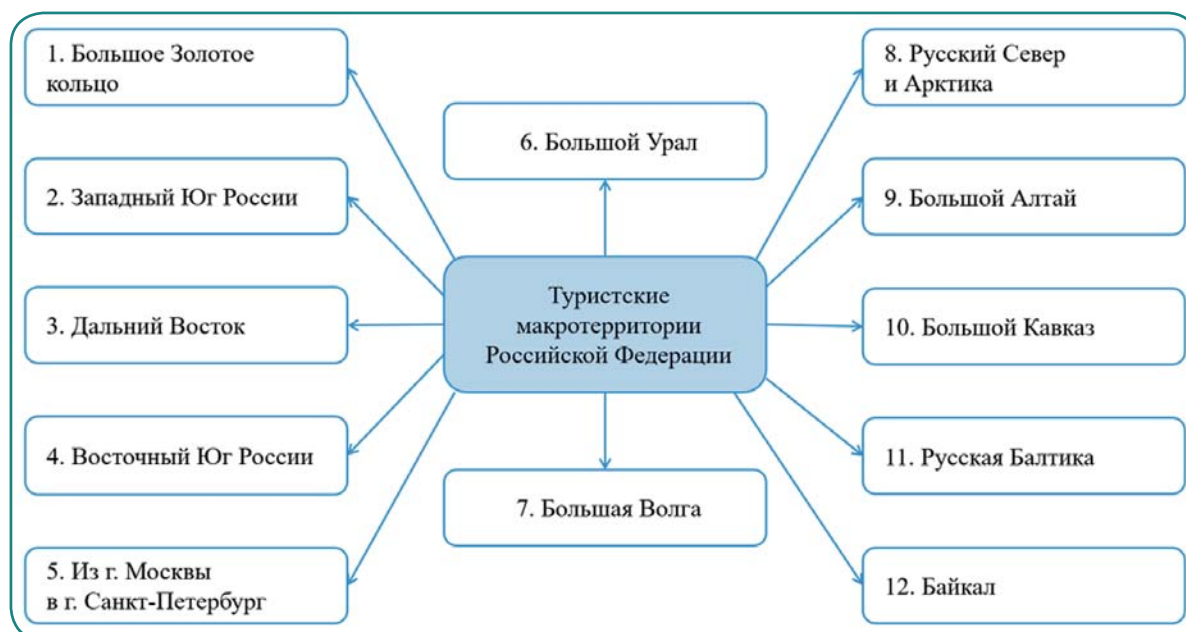 1. Большое Золотое
кольцо
2. Западный Юг России
3. Дальний Восток
4. Восточный Юг России
5. Из г. Москвы
в г. Санкт-Петербург
6. Большой Урал
Туристские
макротерритории
Российской Федерации
7. Большая Волга
8. Русский Север
и Арктика
9. Большой Алтай
10. Большой Кавказ
11. Русская Балтика
12. Байкал